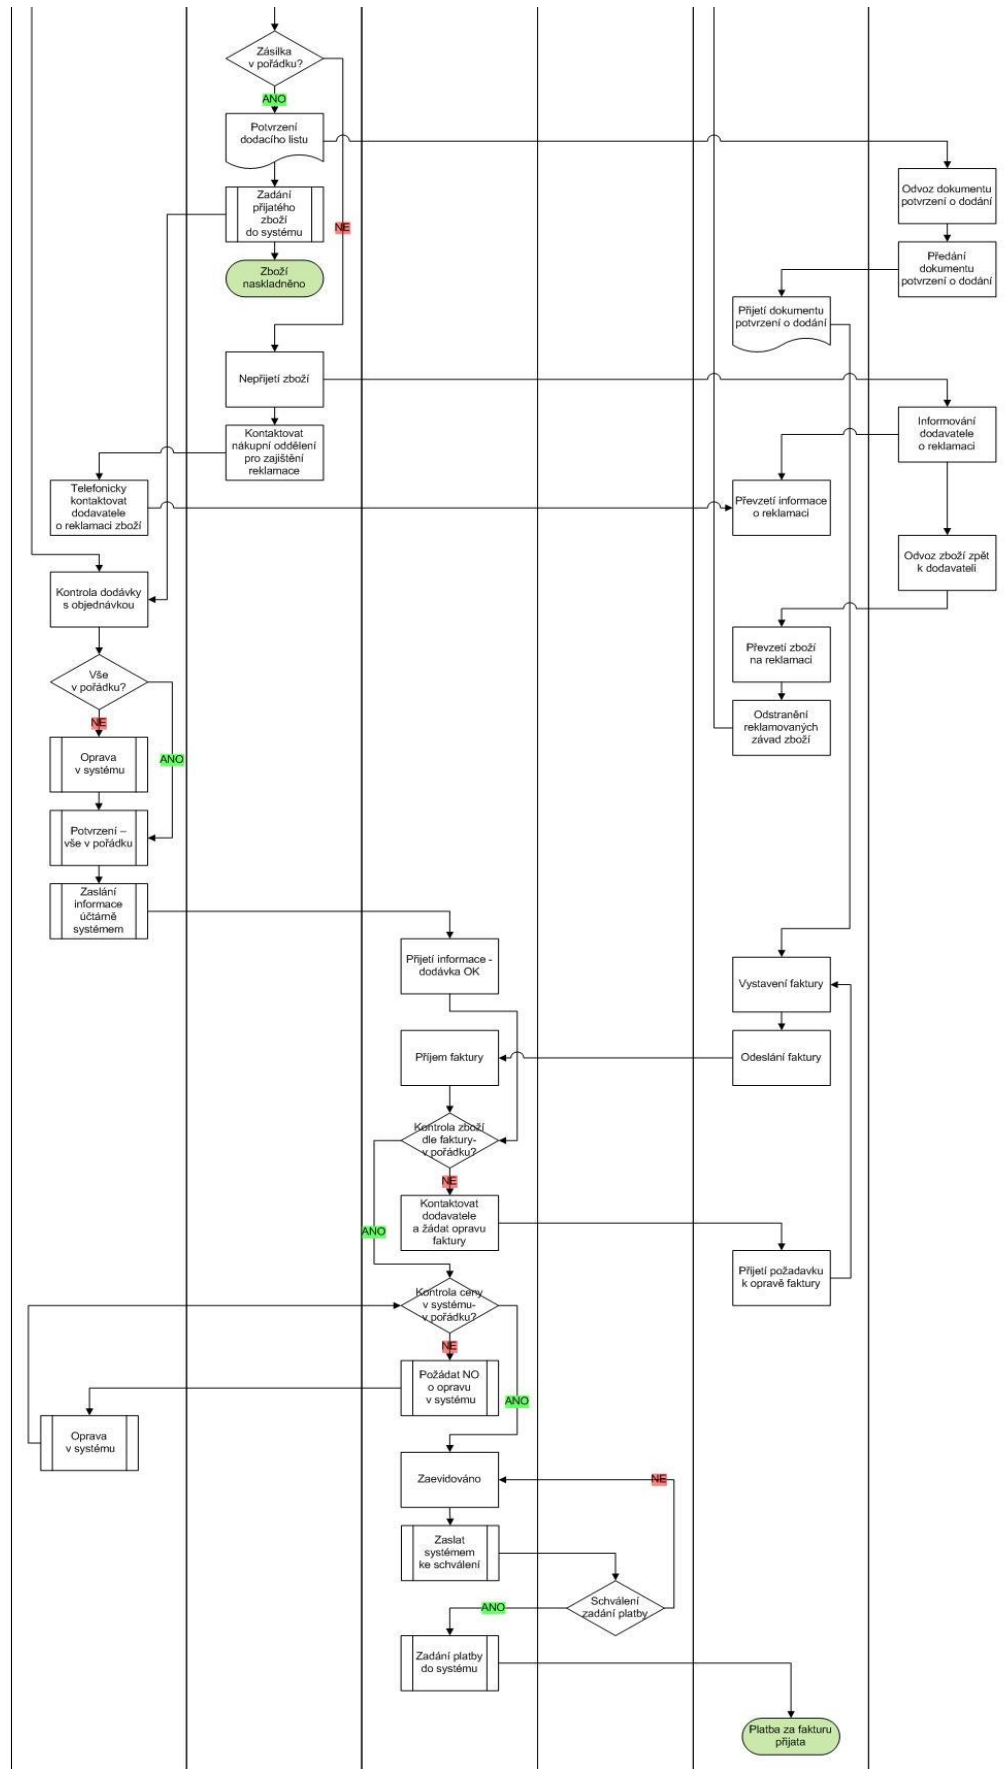 Zásilka
v pořádku?
ANO
Potvrzení
dodacího listu
Odvoz dokumentu
potvrzení o dodání
Zadání
přijatého
zboží
do systému
NE
Předání
dokumentu
potvrzení o dodání
Zboží
naskladněno
Přijetí dokumentu
potvrzení o dodání
Nepřijetí zboží
Informování
dodavatele
o reklamaci
Kontaktovat
nákupní oddělení
pro zajištění
reklamace
Telefonicky
kontaktovat
dodavatele
o reklamaci zboží
Převzetí informace
o reklamaci
Odvoz zboží zpět
k dodavateli
Kontrola dodávky
s objednávkou
Převzetí zboží
na reklamaci
Vše
v pořádku?
NE
Odstranění
reklamovaných
závad zboží
Oprava
v systému
ANO
Potvrzení –
vše v pořádku
Zaslání
informace
účtárně
systémem
Přijetí informace -
dodávka OK
Vystavení faktury
Příjem faktury
Odeslání faktury
Kontrola zboží
dle faktury-
v pořádku?
NE
ANO
Kontaktovat
dodavatele
a žádat opravu
faktury
Přijetí požadavku
k opravě faktury
Kontrola ceny
v systému-
v pořádku?
NE
Požádat NO
o opravu
v systému
ANO
Oprava
v systému
Zaevidováno
NE
Zaslat
systémem
ke schválení
Schválení
zadání platby
ANO
Zadání platby
do systému
Platba za fakturu
přijata